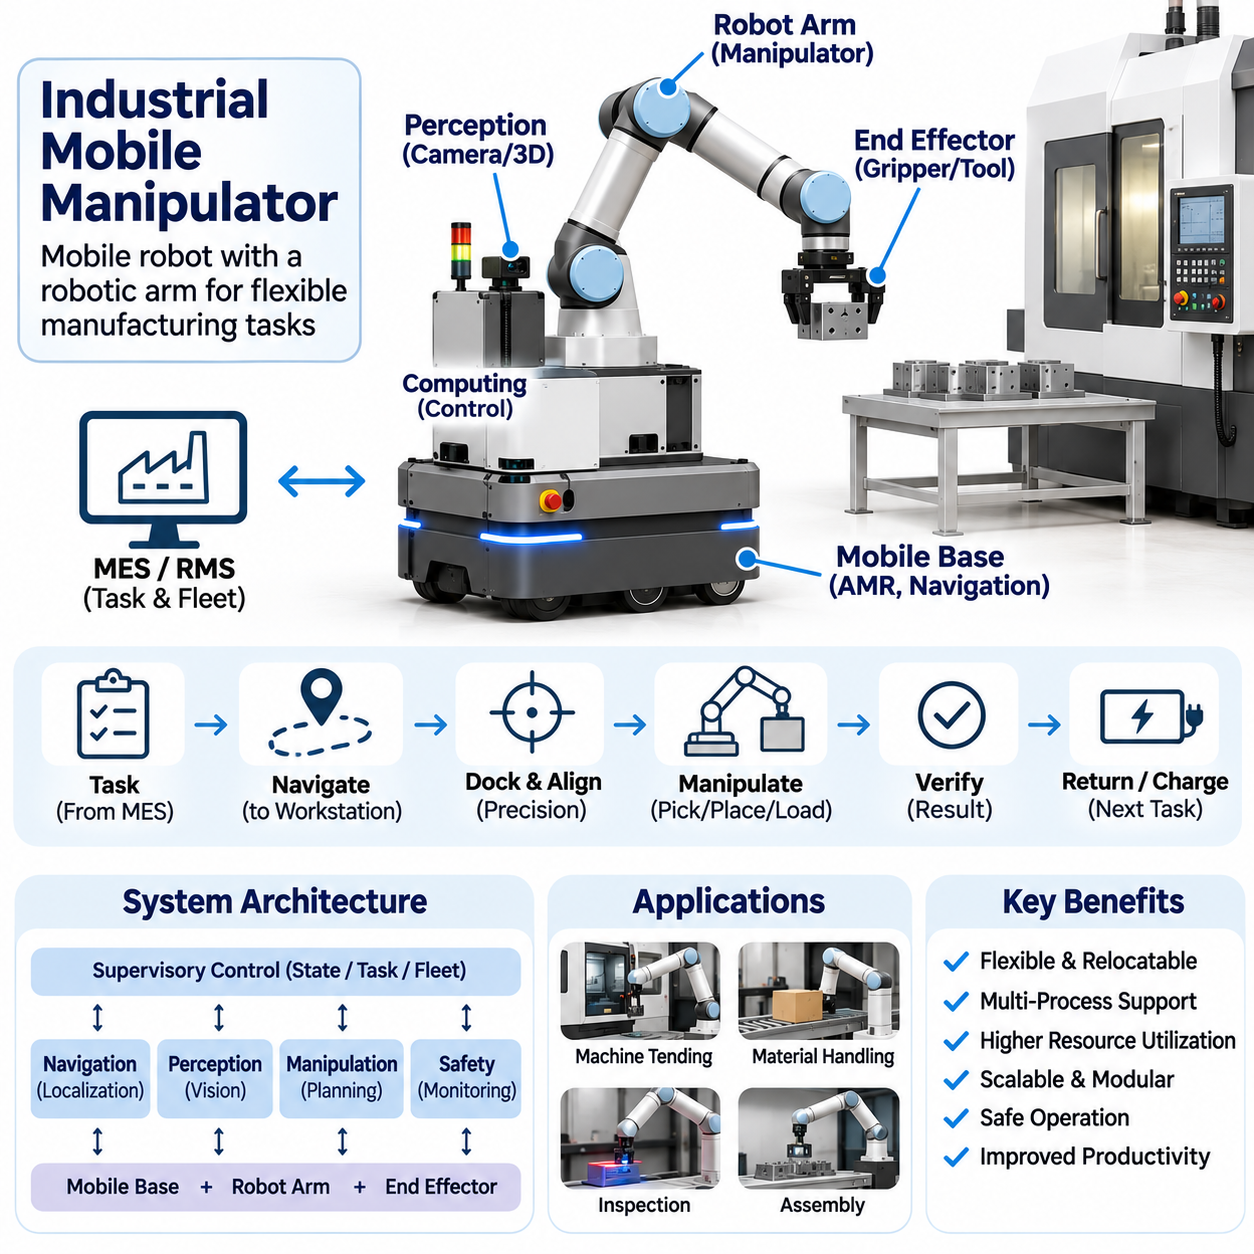 Industrial
Mobile
Manipulator
Mobile robot with a
robotic arm for flexible
manufacturing tasks
Robot Arm
(Manipulator)
Perception
(Camera/3D)
End Effector
(Gripper/Tool)
Computing
(Control)
MES / RMS
(Task & Fleet)
Mobile Base
(AMR, Navigation)
Task
(From MES)
Navigate
(to Workstation)
Dock & Align
(Precision)
Manipulate
(Pick/Place/Load)
Verify
(Result)
Return / Charge
(Next Task)
System Architecture
Supervisory Control (State / Task / Fleet)
Navigation
(Localization)
Perception
(Vision)
Manipulation
(Planning)
Safety
(Monitoring)
Mobile Base + Robot Arm + End Effector
Applications
Machine Tending
Material Handling
Inspection
Assembly
Key Benefits
Flexible & Relocatable
Multi-Process Support
Higher Resource Utilization
Scalable & Modular
Safe Operation
Improved Productivity